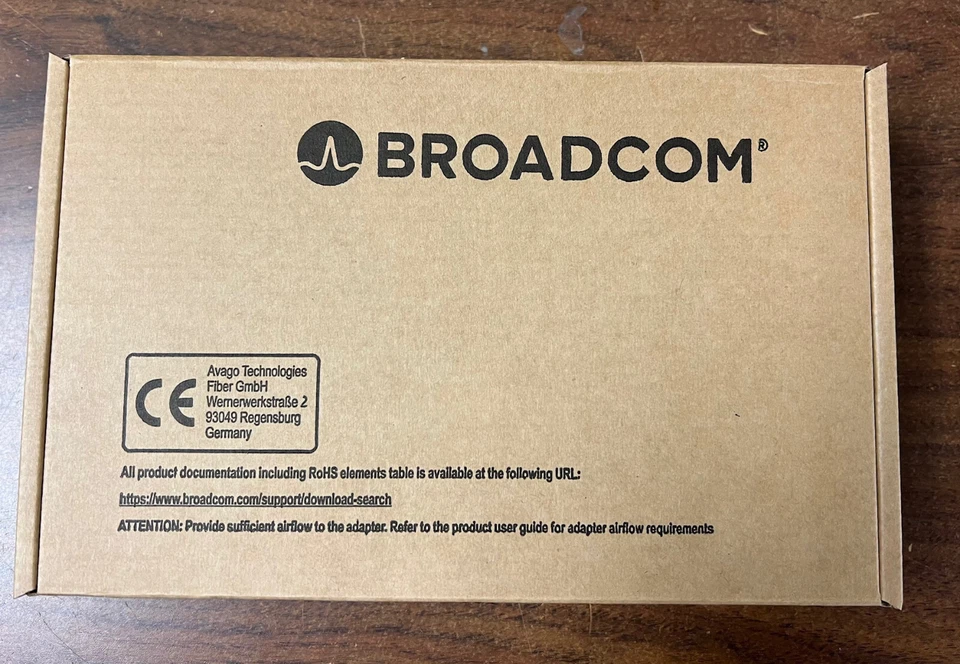 BROADCOM®
CE
Avago Technologies
Fiber GmbH
Wernerwerkstraße 2
93049 Regensburg
Germany
All product documentation including RoHS elements table is available at the following URL:
https://www.broadcom.com/support/download-search
ATTENTION: Provide sufficient airflow to the adapter. Refer to the product user guide for adapter airflow requirements